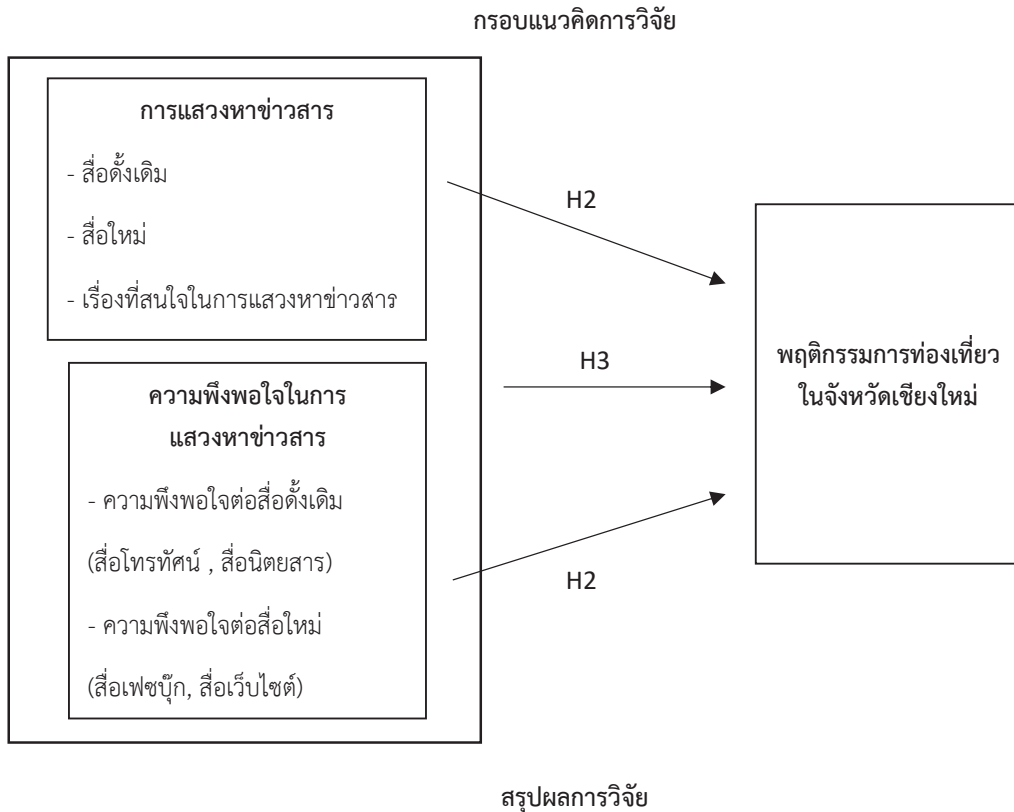 กรอบแนวคิดการวิจัย
การแสวงหาข่าวสาร
- สื่อดั้งเดิม
- สื่อใหม่
- เรื่องที่สนใจในการแสวงหาข่าวสาร
H2
ความพึงพอใจในการ
แสวงหาข่าวสาร
- ความพึงพอใจต่อสื่อดั้งเดิม
(สื่อโทรทัศน์ , สื่อนิตยสาร)
- ความพึงพอใจต่อสื่อใหม่
(สื่อเฟซบุ๊ก, สื่อเว็บไซต์)
H3
H2
พฤติกรรมการท่องเที่ยว
ในจังหวัดเชียงใหม่
สรุปผลการวิจัย